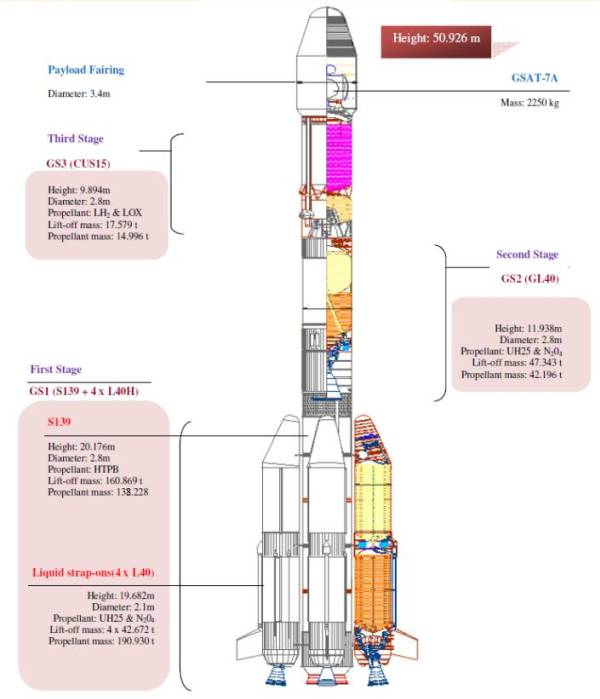 Height: 50.926 m
Payload Fairing
Diameter: 3.4m
GSAT-7A
Mass: 2250 kg
Third Stage
GS3 (CUS15)
Height: 9.894m
Diameter: 2.8m
Propellant: LH₂ & LOX
Lift-off mass: 17.579 t
Propellant mass: 14.996 t
Second Stage
GS2 (GL40)
Height: 11.938m
Diameter: 2.8m
Propellant: UH25 & N₂O₄
Lift-off mass: 47.343 t
Propellant mass: 42.196 t
First Stage
GS1 (S139 + 4 x L40H)
S139
Height: 20.176m
Diameter: 2.8m
Propellant: HTPB
Lift-off mass: 160.869 t
Propellant mass: 138.228
Liquid strap-ons(4 x L40)
Height: 19.682m
Diameter: 2.1m
Propellant: UH25 & N₂O₄
Lift-off mass: 4 x 42.672 t
Propellant mass: 190.930 t